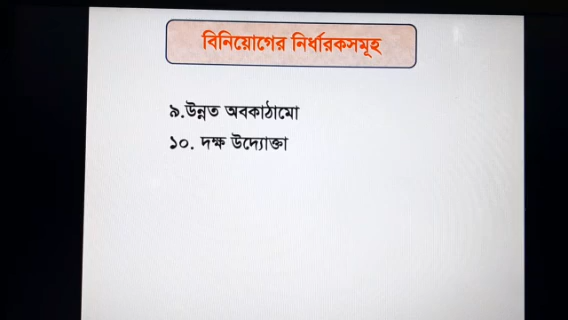 বিনিয়োগের নির্ধারকসমূহ
৯.উন্নত অবকাঠামো
১০. দক্ষ উদ্যোক্তা